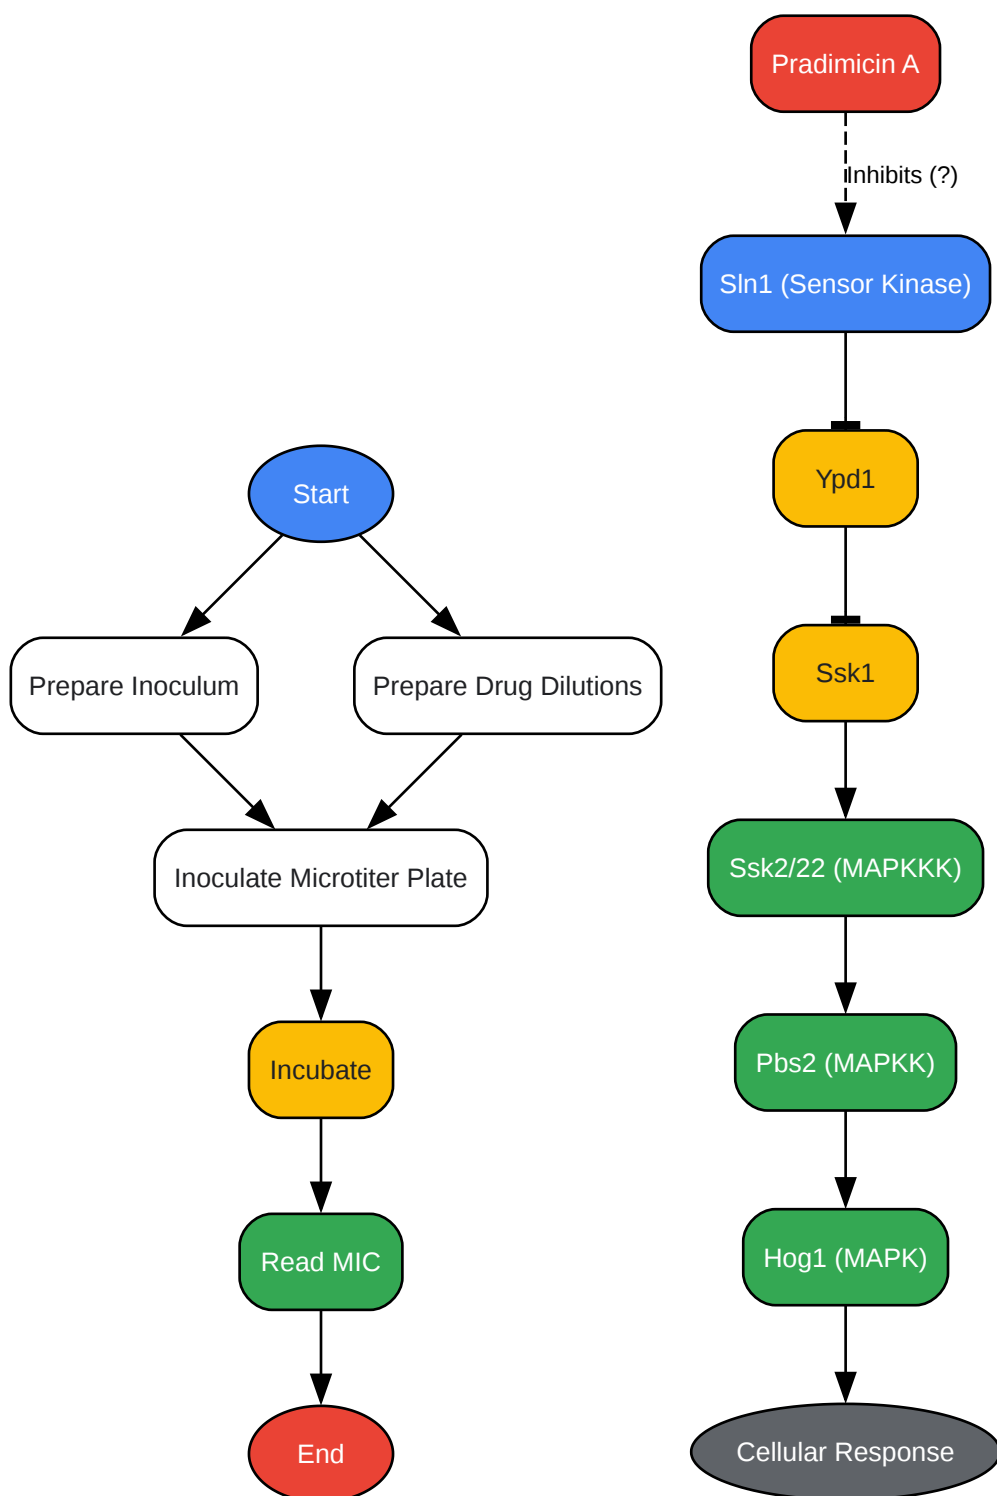 Pradimicin A
Inhibits (?)
Sln1 (Sensor Kinase)
Ypd1
Start
Ssk1
Prepare Inoculum
Prepare Drug Dilutions
Ssk2/22 (MAPKKK)
Inoculate Microtiter Plate
Pbs2 (MAPKK)
Incubate
Hog1 (MAPK)
Read MIC
Cellular Response
End